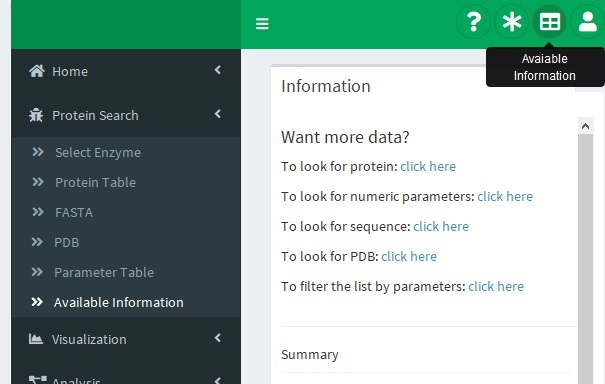 ?
Avaiable
Information
Home
Protein Search
Select Enzyme
Protein Table
FASTA
PDB
Parameter Table
Available Information
Visualization
Analysis
Information
Want more data?
To look for protein: click here
To look for numeric parameters: click here
To look for sequence: click here
To look for PDB: click here
To filter the list by parameters: click here
Summary